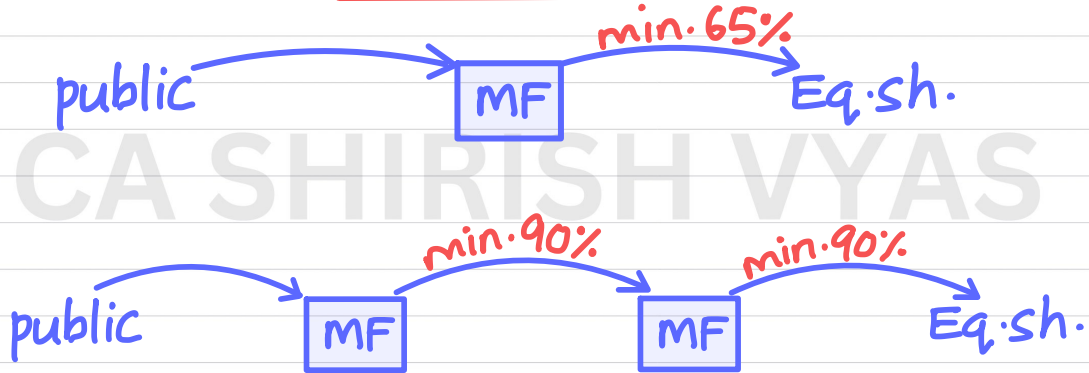 min. 65%
public MF Eq.sh.
CA SHIRISH VYAS
min. 90% min. 90%
public MF MF Eq.sh.